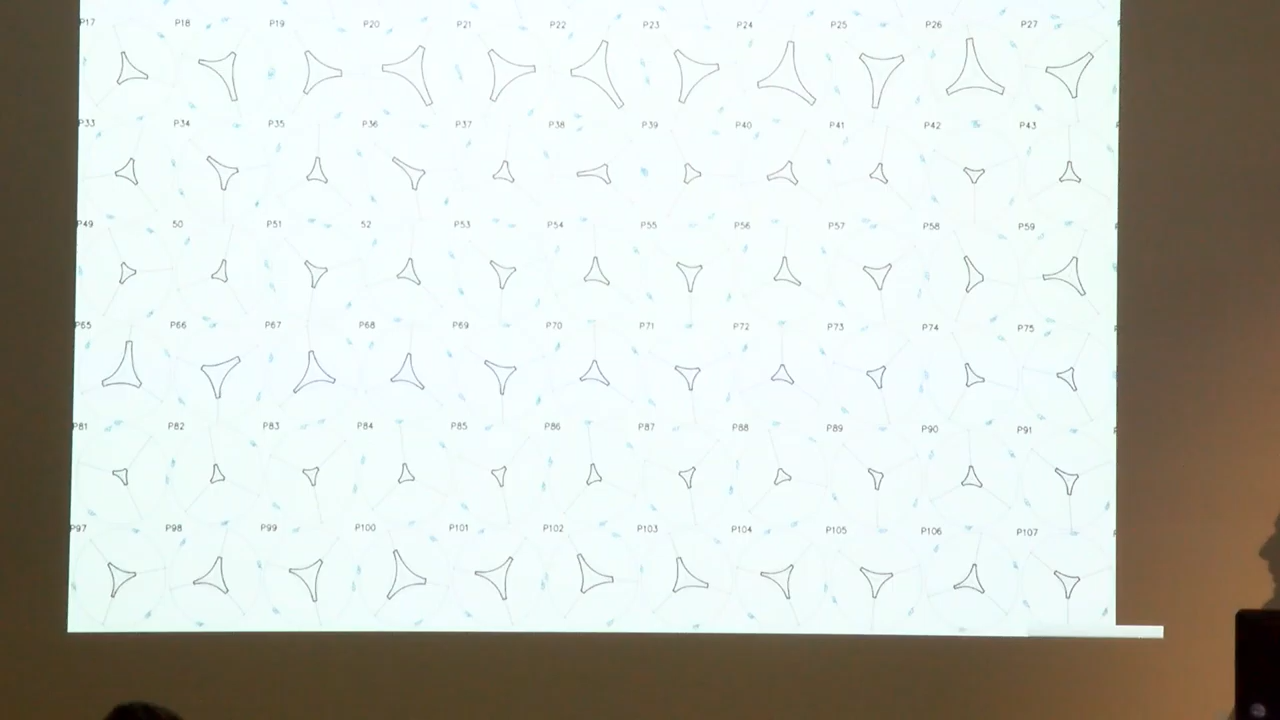 P17 P18 P19 P20 P21 P22 P23 P24 P25 P26 P27
P33 P34 P35 P36 P37 P38 P39 P40 P41 P42 P43
P49 50 P51 52 P53 P54 P55 P56 P57 P58 P59
P65 P66 P67 P68 P69 P70 P71 P72 P73 P74 P75
P81 P82 P83 P84 P85 P86 P87 P88 P89 P90 P91
P97 P98 P99 P100 P101 P102 P103 P104 P105 P106 P107